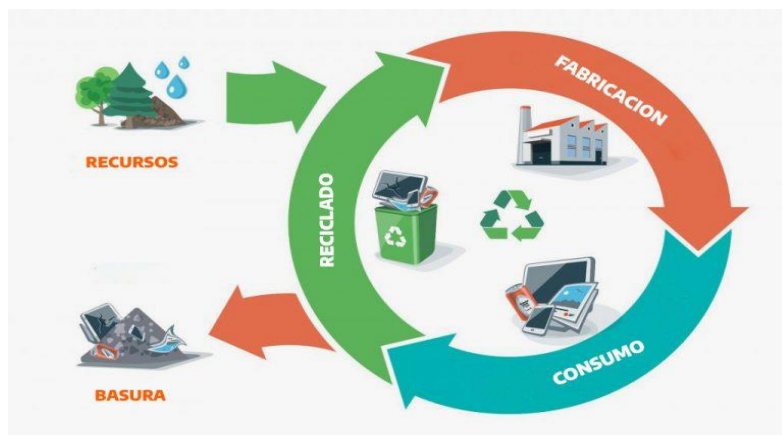 RECURSOS
FABRICACION
RECICLADO
CONSUMO
BASURA